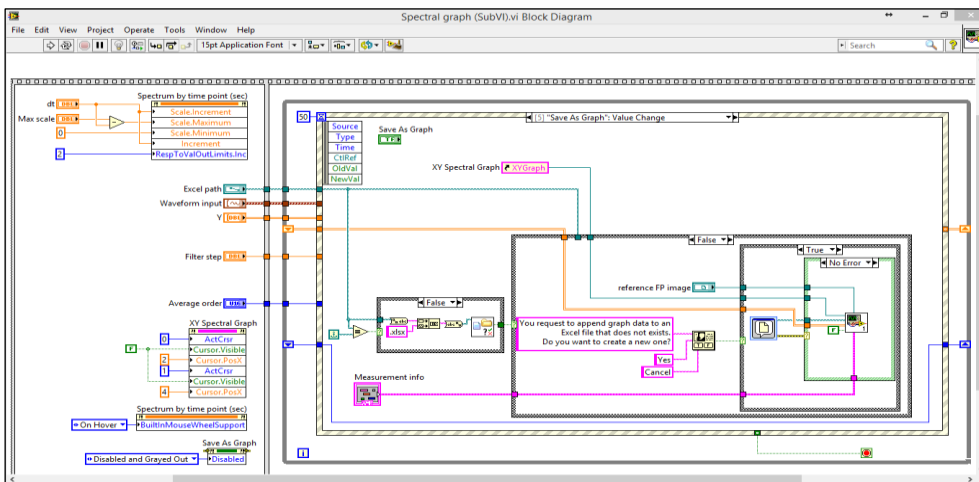 Spectral graph (SubVI).vi Block Diagram
File Edit View Project Operate Tools Window Help
15pt Application Font
Search
Spectrum by time point (sec)
dt
DBL
Scale.Increment
Max scale
DBL
Scale.Maximum
0
Scale.Minimum
Increment
2
RespToValOutLimits.Inc
Excel path
Waveform input
Y
Filter step
DBL
Average order
U16
XY Spectral Graph
0
ActCrsr
F
Cursor.Visible
2
Cursor.PosX
1
ActCrsr
Cursor.Visible
4
Cursor.PosX
Spectrum by time point (sec)
On Hover
BuiltInMouseWheelSupport
Save As Graph
Disabled and Grayed Out
Disabled
50
[5] "Save As Graph": Value Change
Source
Type
Time
CtlRef
OldVal
NewVal
Save As Graph
TF
XY Spectral Graph
XYGraph
False
.xlsx
False
You request to append graph data to an
Excel file that does not exists.
Do you want to create a new one?
Yes
Cancel
Measurement info
True
No Error
reference FP image
F
i